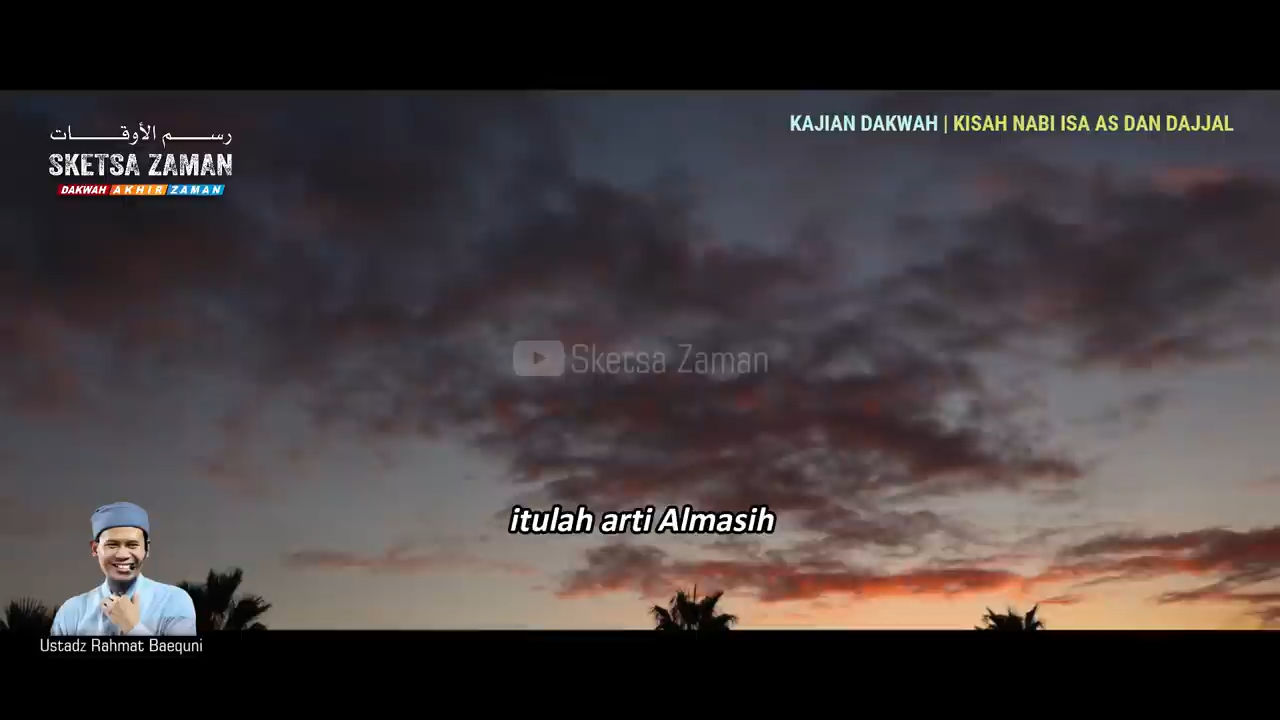 رسم الأوقات
SKETSA ZAMAN
DAKWAH AKHIR ZAMAN
KAJIAN DAKWAH | KISAH NABI ISA AS DAN DAJJAL
Sketsa Zaman
itulah arti Almasih
Ustadz Rahmat Baequni